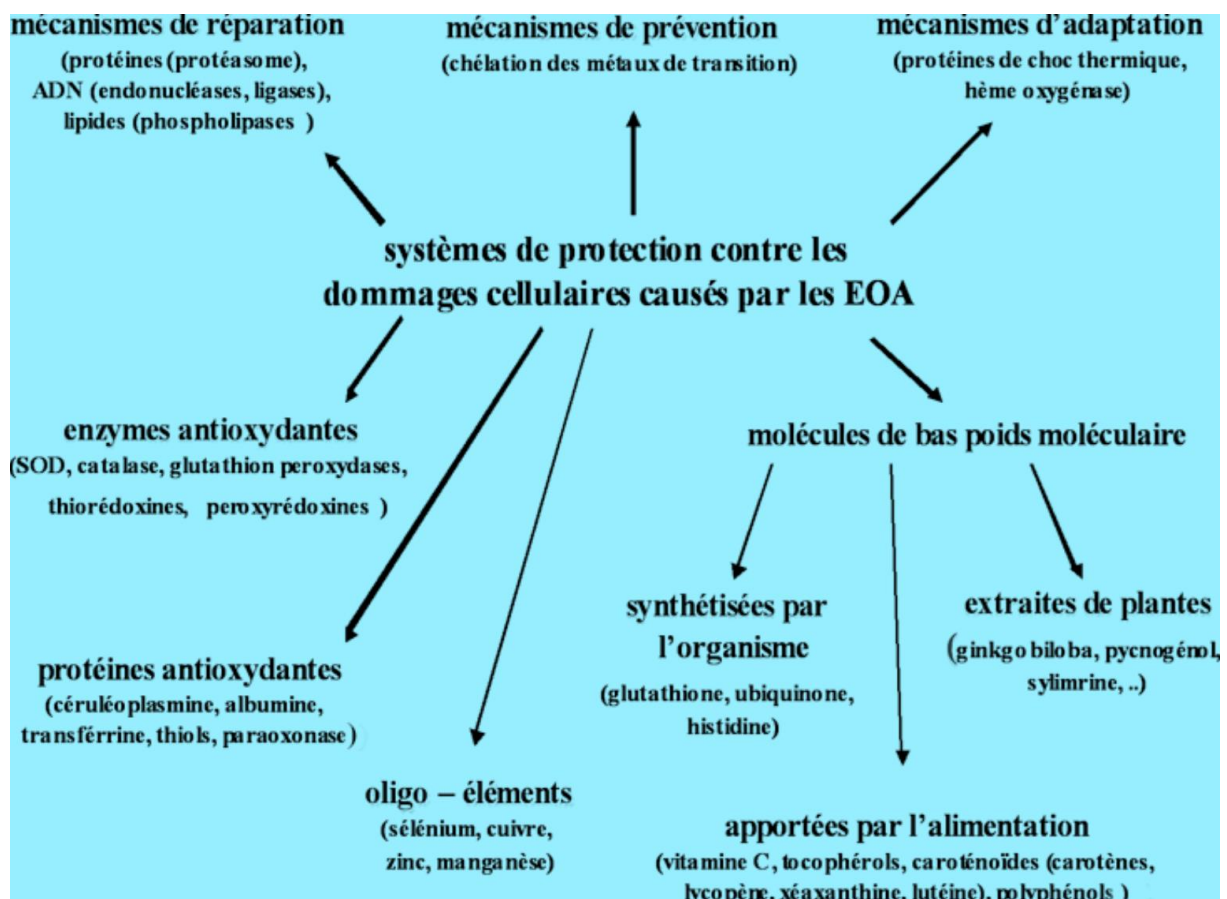 mécanismes de réparation
(protéines (protéasome),
ADN (endonucléases, ligases),
lipides (phospholipases )
mécanismes de prévention
(chélation des métaux de transition)
mécanismes d’adaptation
(protéines de choc thermique,
hème oxygénase)
systèmes de protection contre les
dommages cellulaires causés par les EOA
enzymes antioxydantes
(SOD, catalase, glutathion peroxydases,
thiorédoxines, peroxyrédoxines )
molécules de bas poids moléculaire
protéines antioxydantes
(céruléoplasmine, albumine,
transférrine, thiols, paraoxonase)
synthétisées par
l’organisme
(glutathione, ubiquinone,
histidine)
extraites de plantes
(ginkgo biloba, pycnogénol,
sylimrine, ..)
oligo – éléments
(sélénium, cuivre,
zinc, manganèse)
apportées par l’alimentation
(vitamine C, tocophérols, caroténoïdes (carotènes,
lycopène, xéaxanthine, lutéine), polyphénols )